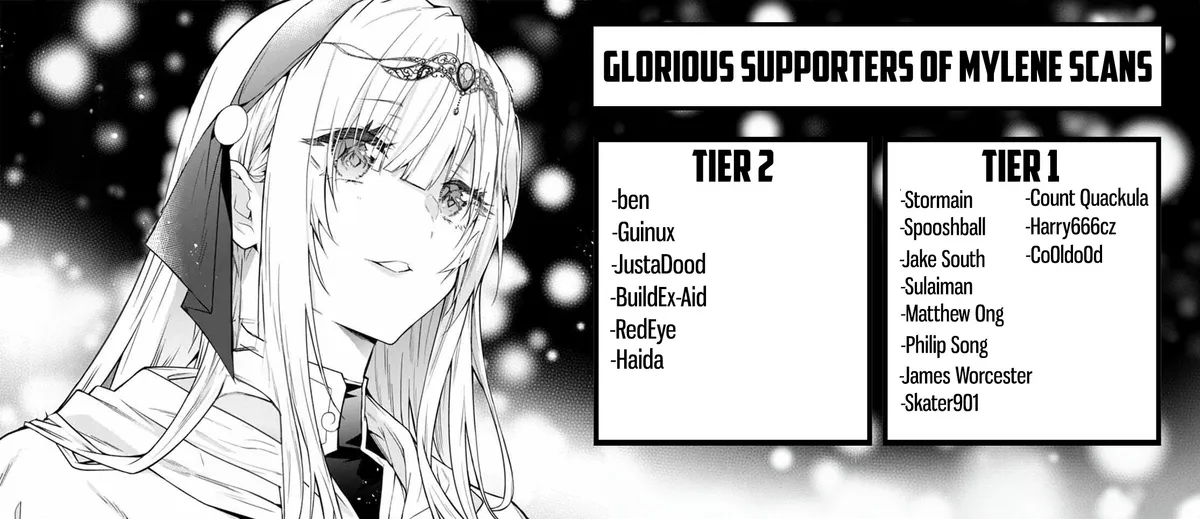 GLORIOUS SUPPORTERS OF MYLENE SCANS
TIER 2
-ben
-Guinux
-JustaDood
-BuildEx-Aid
-RedEye
-Haida
TIER 1
-Stormain
-Spooshball
-Jake South
-Sulaiman
-Matthew Ong
-Philip Song
-James Worcester
-Skater901
-Count Quackula
-Harry666cz
-Co0ldo0d